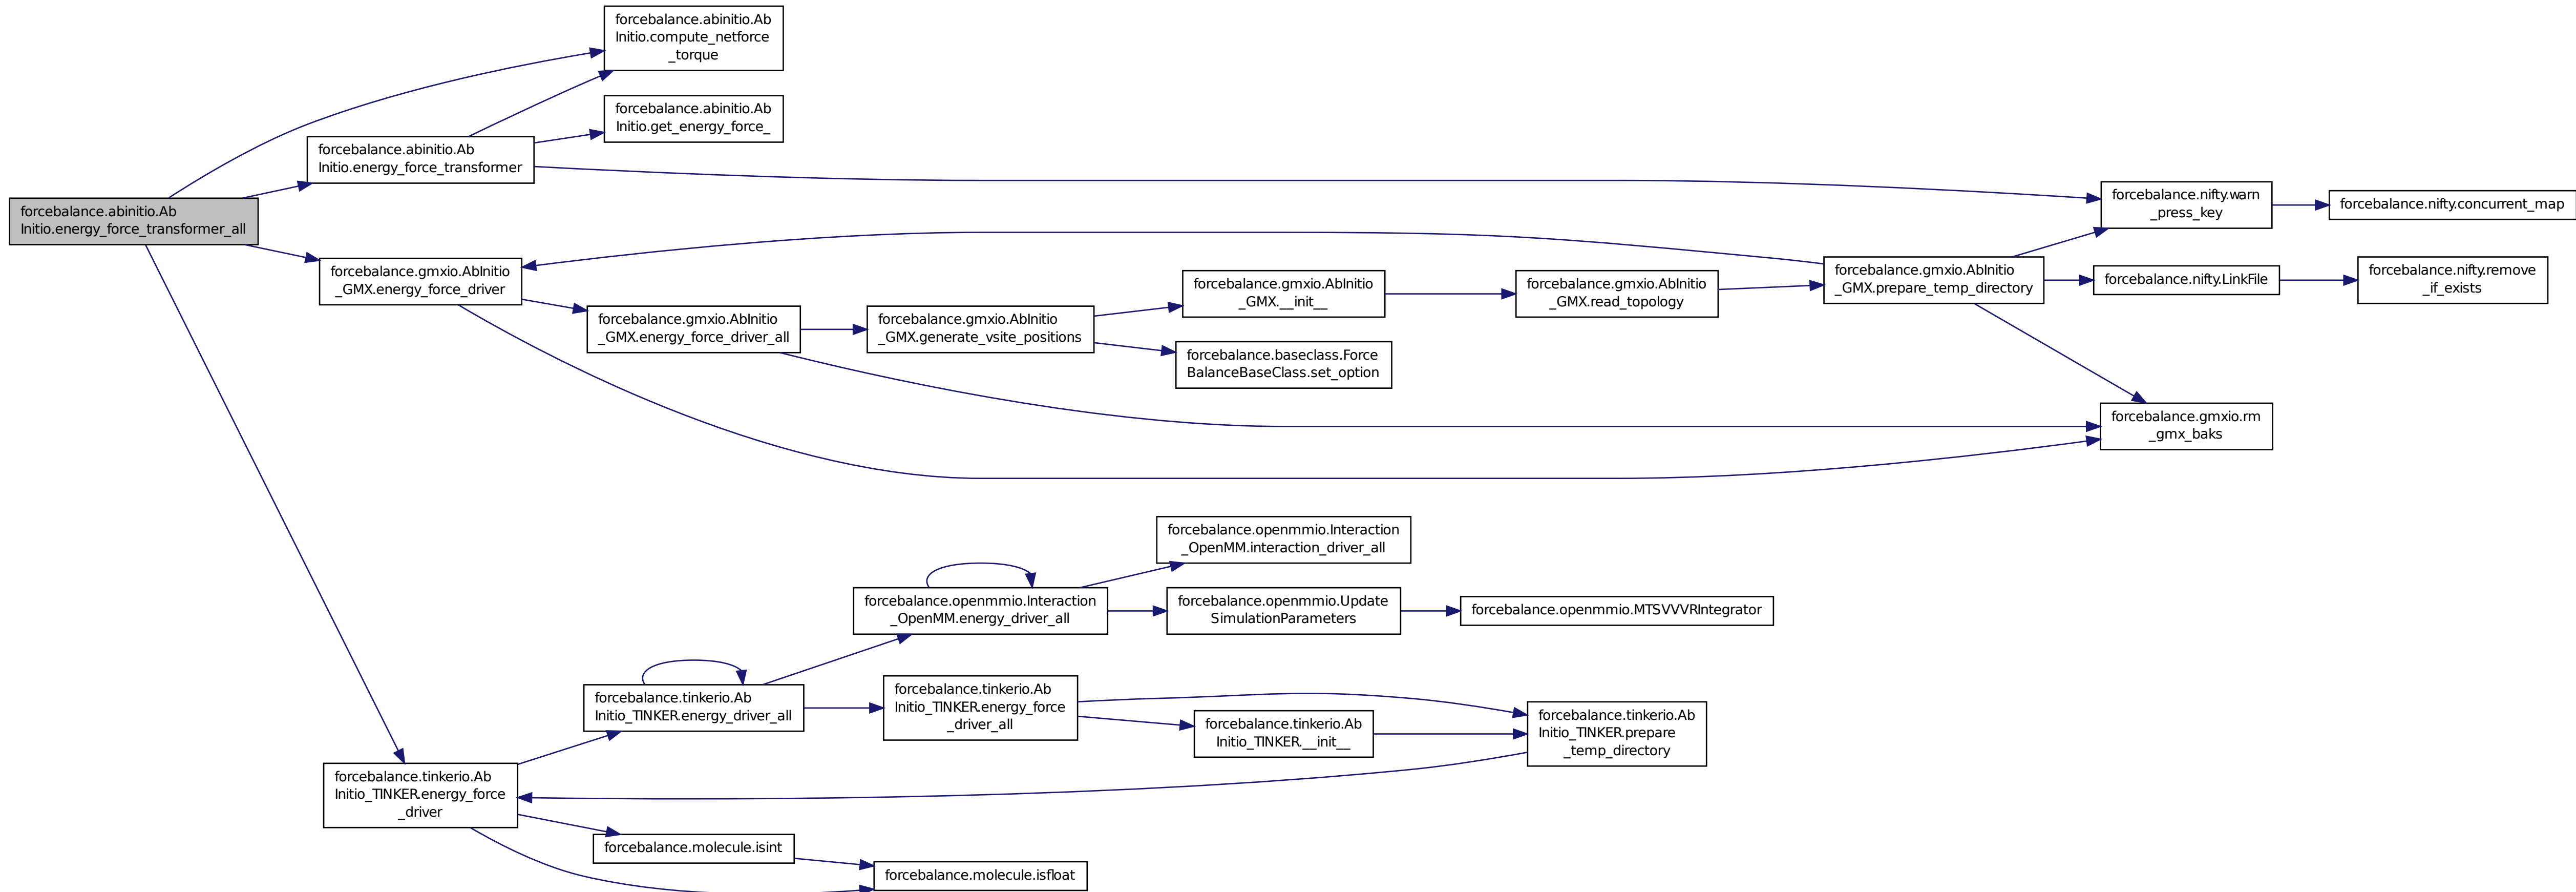 forcebalance.abinitio.Ab
Initio.compute_netforce
_torque
forcebalance.abinitio.Ab
Initio.get_energy_force_
forcebalance.abinitio.Ab
Initio.energy_force_transformer
forcebalance.nifty.warn
_press_key
forcebalance.nifty.concurrent_map
forcebalance.abinitio.Ab
Initio.energy_force_transformer_all
forcebalance.gmxio.AbInitio
_GMX.energy_force_driver
forcebalance.gmxio.AbInitio
_GMX.energy_force_driver_all
forcebalance.gmxio.AbInitio
_GMX.generate_vsite_positions
forcebalance.gmxio.AbInitio
_GMX.__init__
forcebalance.gmxio.AbInitio
_GMX.read_topology
forcebalance.gmxio.AbInitio
_GMX.prepare_temp_directory
forcebalance.nifty.LinkFile
forcebalance.nifty.remove
_if_exists
forcebalance.baseclass.Force
BalanceBaseClass.set_option
forcebalance.gmxio.rm
_gmx_baks
forcebalance.openmmio.Interaction
_OpenMM.interaction_driver_all
forcebalance.openmmio.Interaction
_OpenMM.energy_driver_all
forcebalance.openmmio.Update
SimulationParameters
forcebalance.openmmio.MTSVVVRIntegrator
forcebalance.tinkerio.Ab
Initio_TINKER.energy_driver_all
forcebalance.tinkerio.Ab
Initio_TINKER.energy_force
_driver_all
forcebalance.tinkerio.Ab
Initio_TINKER.__init__
forcebalance.tinkerio.Ab
Initio_TINKER.prepare
_temp_directory
forcebalance.tinkerio.Ab
Initio_TINKER.energy_force
_driver
forcebalance.molecule.isint
forcebalance.molecule.isfloat